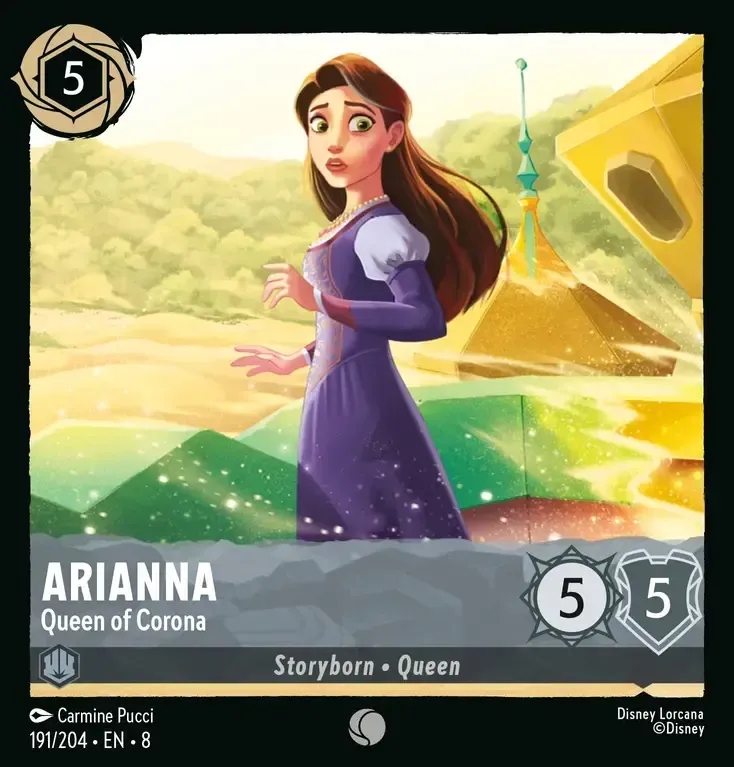 5
ARIANNA
Queen of Corona
5 5
Storyborn • Queen
Carmine Pucci
191/204 • EN • 8
Disney Lorcana
©Disney